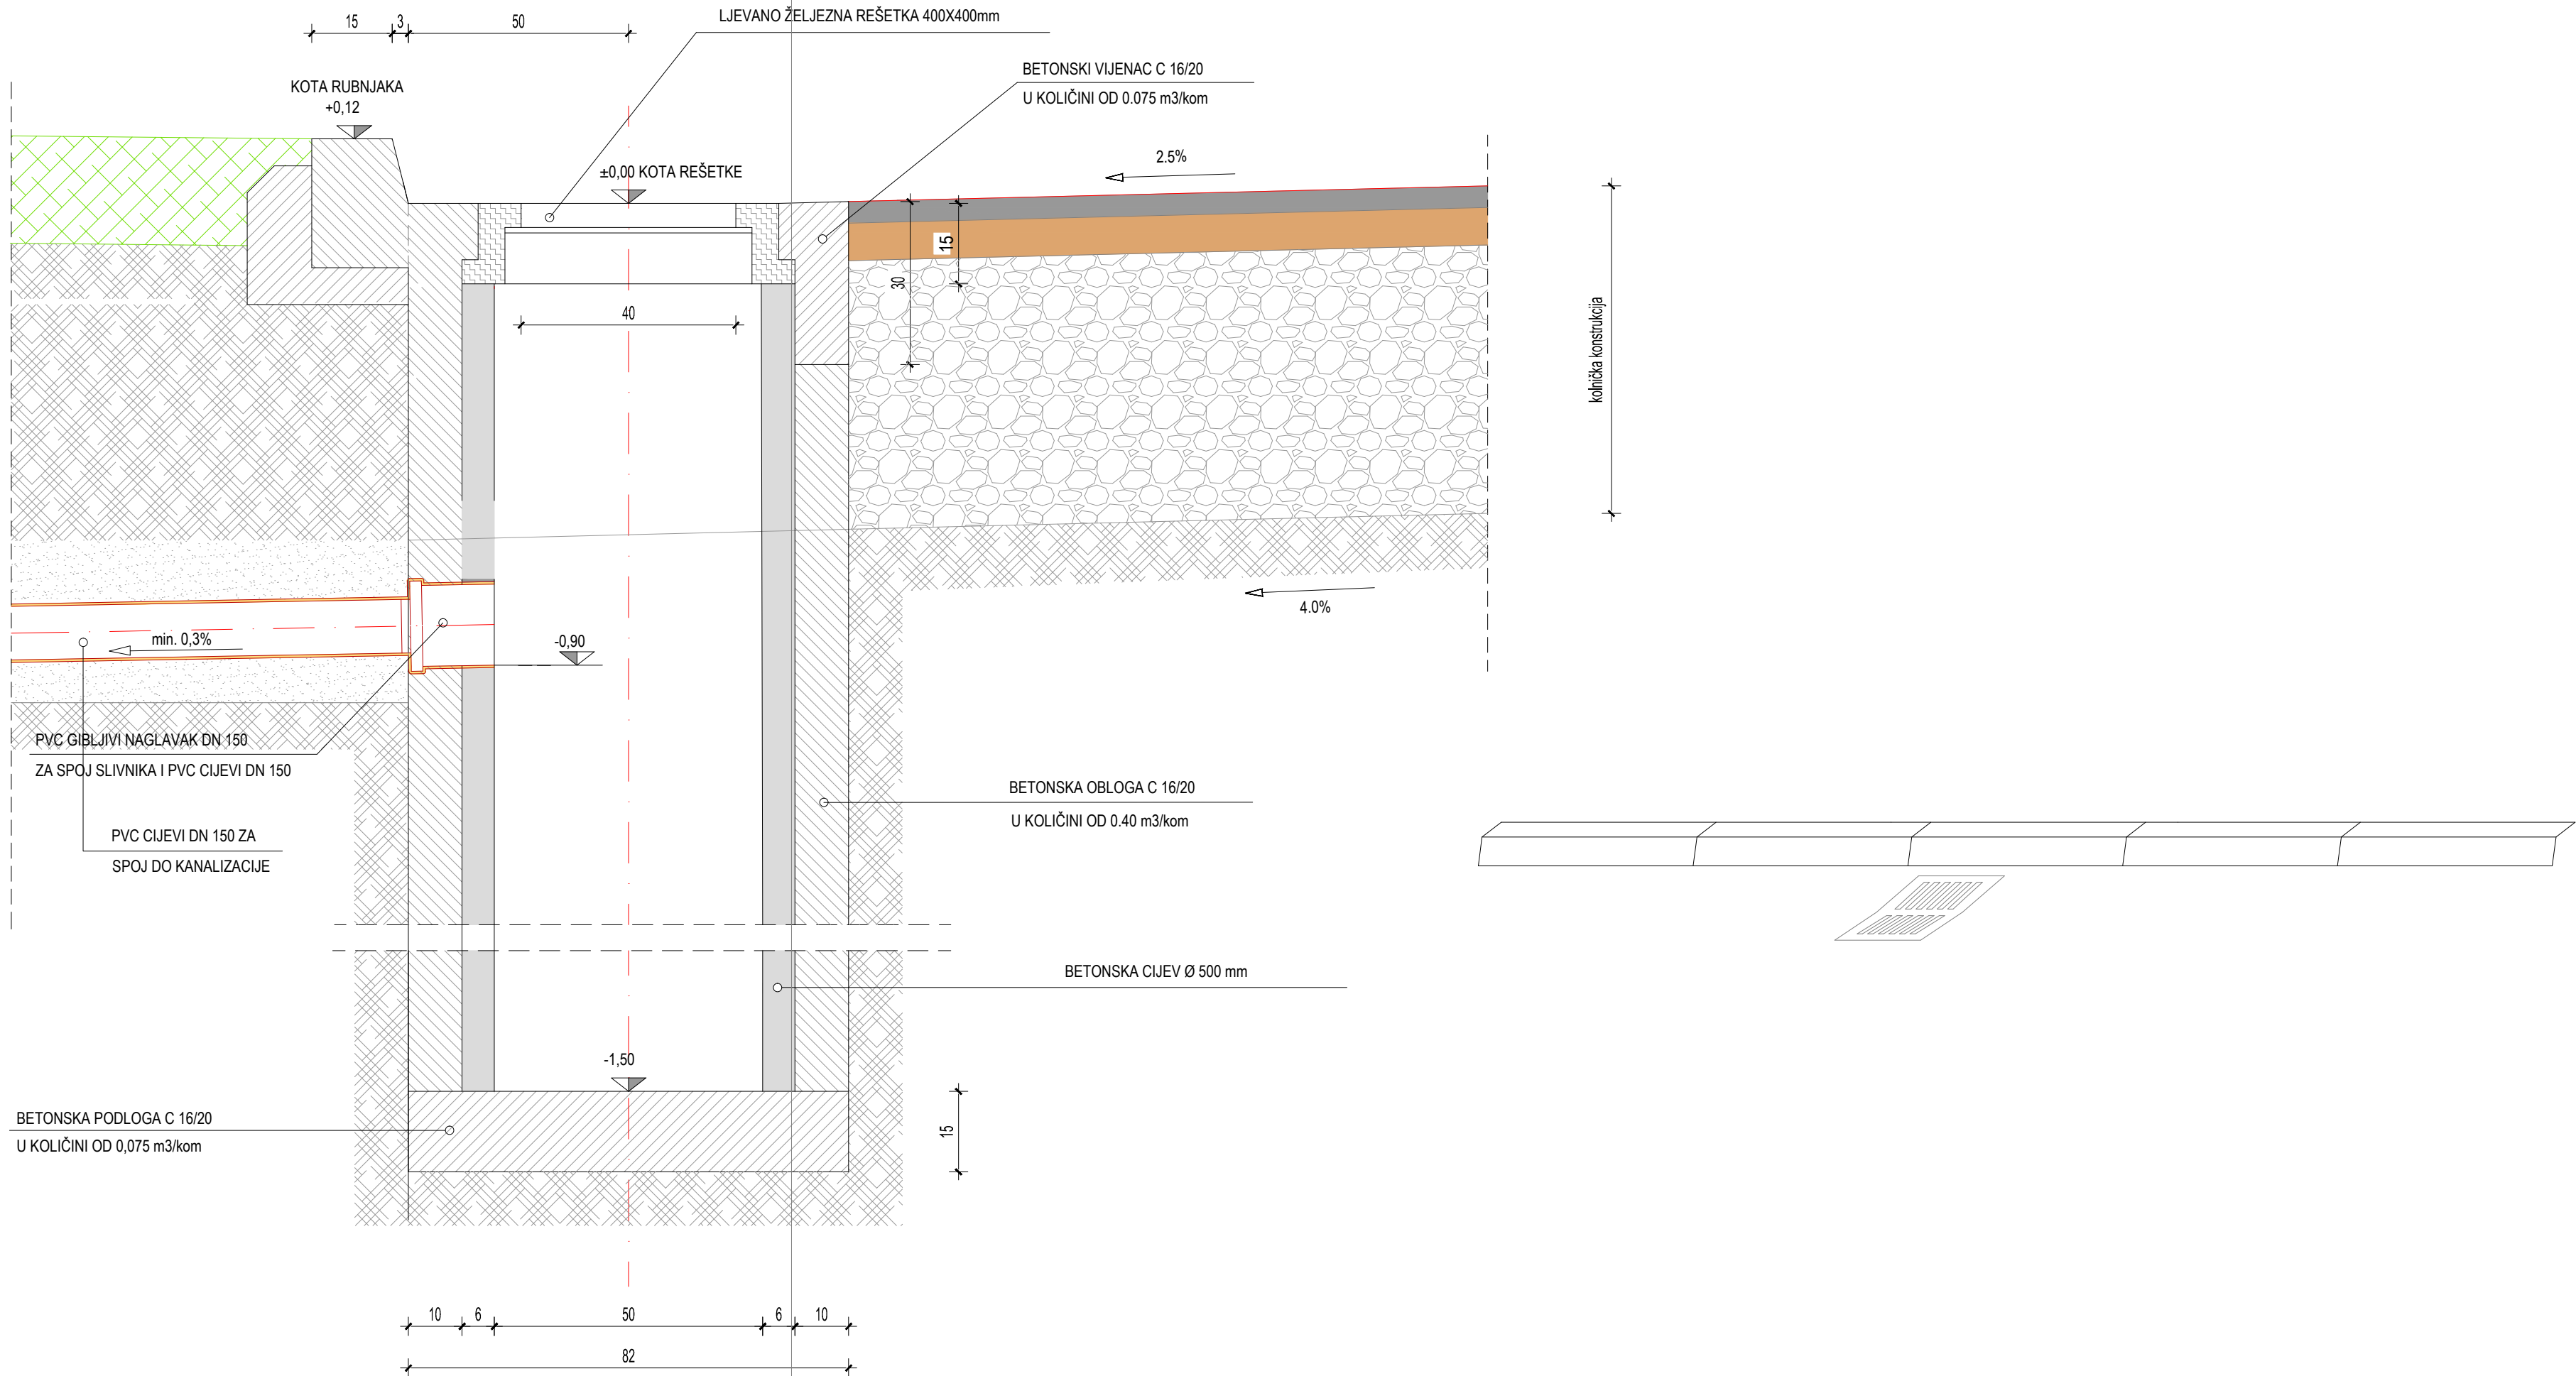 15 3 50
LJEVANO ŽELJEZNA REŠETKA 400X400mm
BETONSKI VIJENAC C 16/20
U KOLIČINI OD 0.075 m3/kom
KOTA RUBNJAKA
+0,12
±0,00 KOTA REŠETKE
2.5%
15
30
40
kolnička konstrukcija
4.0%
min. 0,3%
-0,90
PVC GIBLJIVI NAGLAVAK DN 150
ZA SPOJ SLIVNIKA I PVC CIJEVI DN 150
PVC CIJEVI DN 150 ZA
SPOJ DO KANALIZACIJE
BETONSKA OBLOGA C 16/20
U KOLIČINI OD 0.40 m3/kom
BETONSKA CIJEV Ø 500 mm
-1,50
BETONSKA PODLOGA C 16/20
U KOLIČINI OD 0,075 m3/kom
15
10 6 50 6 10
82